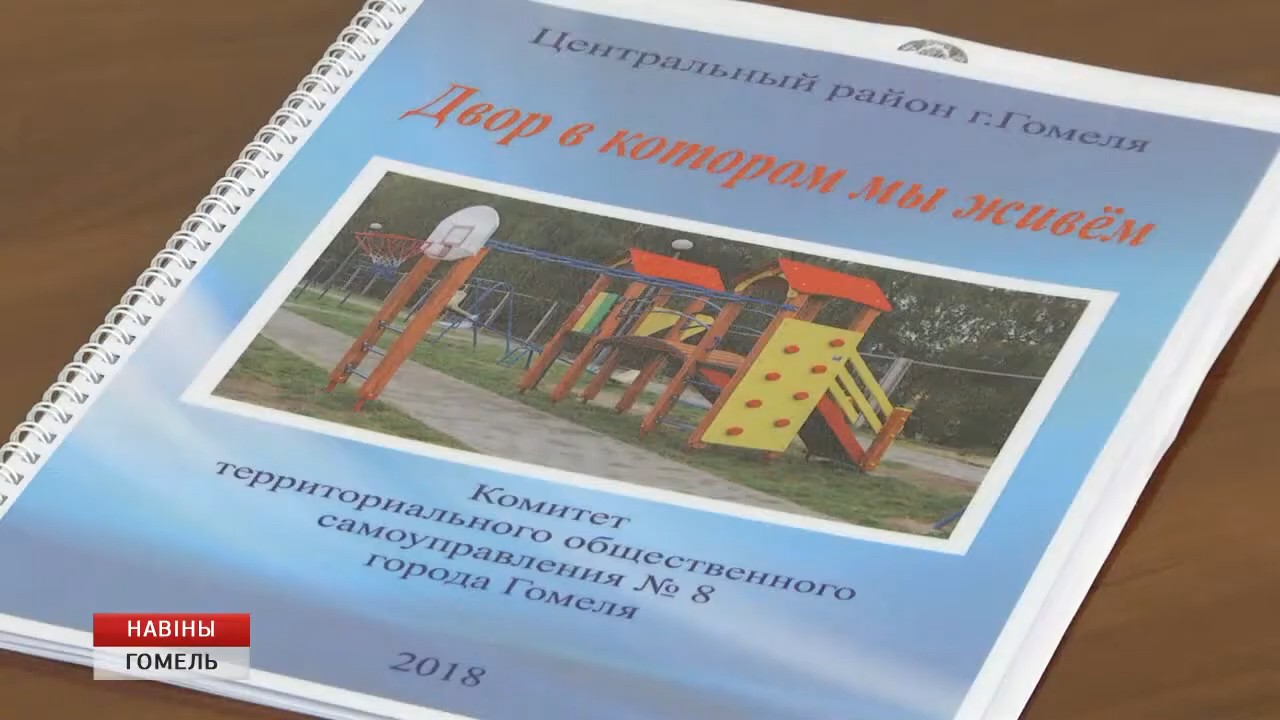 Центральный район г.Гомеля
Двор в котором мы живём
Комитет
территориального общественного
самоуправления № 8
города Гомеля
2018
НАВІНЫ
ГОМЕЛЬ